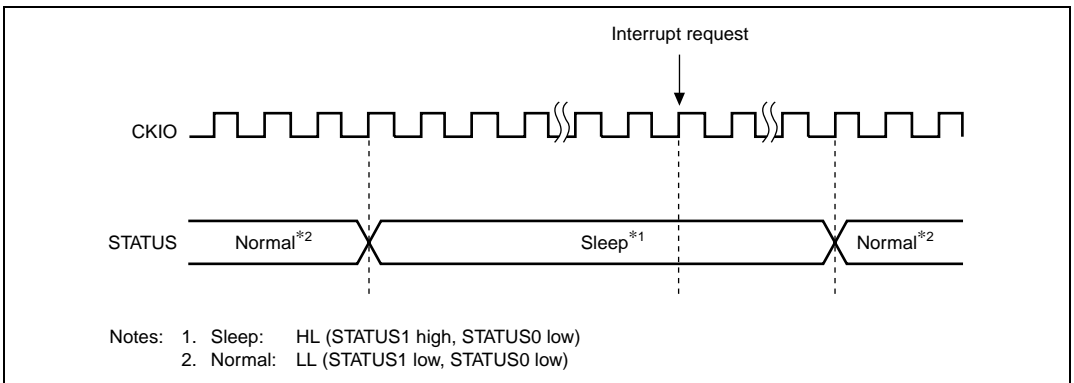 Interrupt request
CKIO
STATUS
Normal*2
Sleep*1
Normal*2
Notes: 1. Sleep: HL (STATUS1 high, STATUS0 low)
2. Normal: LL (STATUS1 low, STATUS0 low)